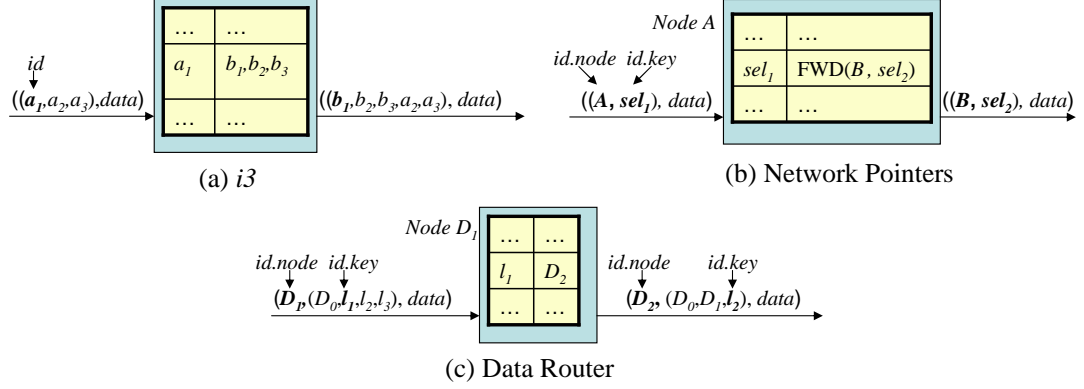 id
((a1,a2,a3),data)
… …
a1 b1,b2,b3
… …
((b1,b2,b3,a2,a3), data)
(a) i3
Node A
id.node id.key
((A, sel1), data)
… …
sel1 FWD(B, sel2)
… …
((B, sel2), data)
(b) Network Pointers
Node D1
id.node id.key
(D1,(D0,l1,l2,l3), data)
… …
l1 D2
… …
id.node id.key
(D2, (D0,D1,l2), data)
(c) Data Router